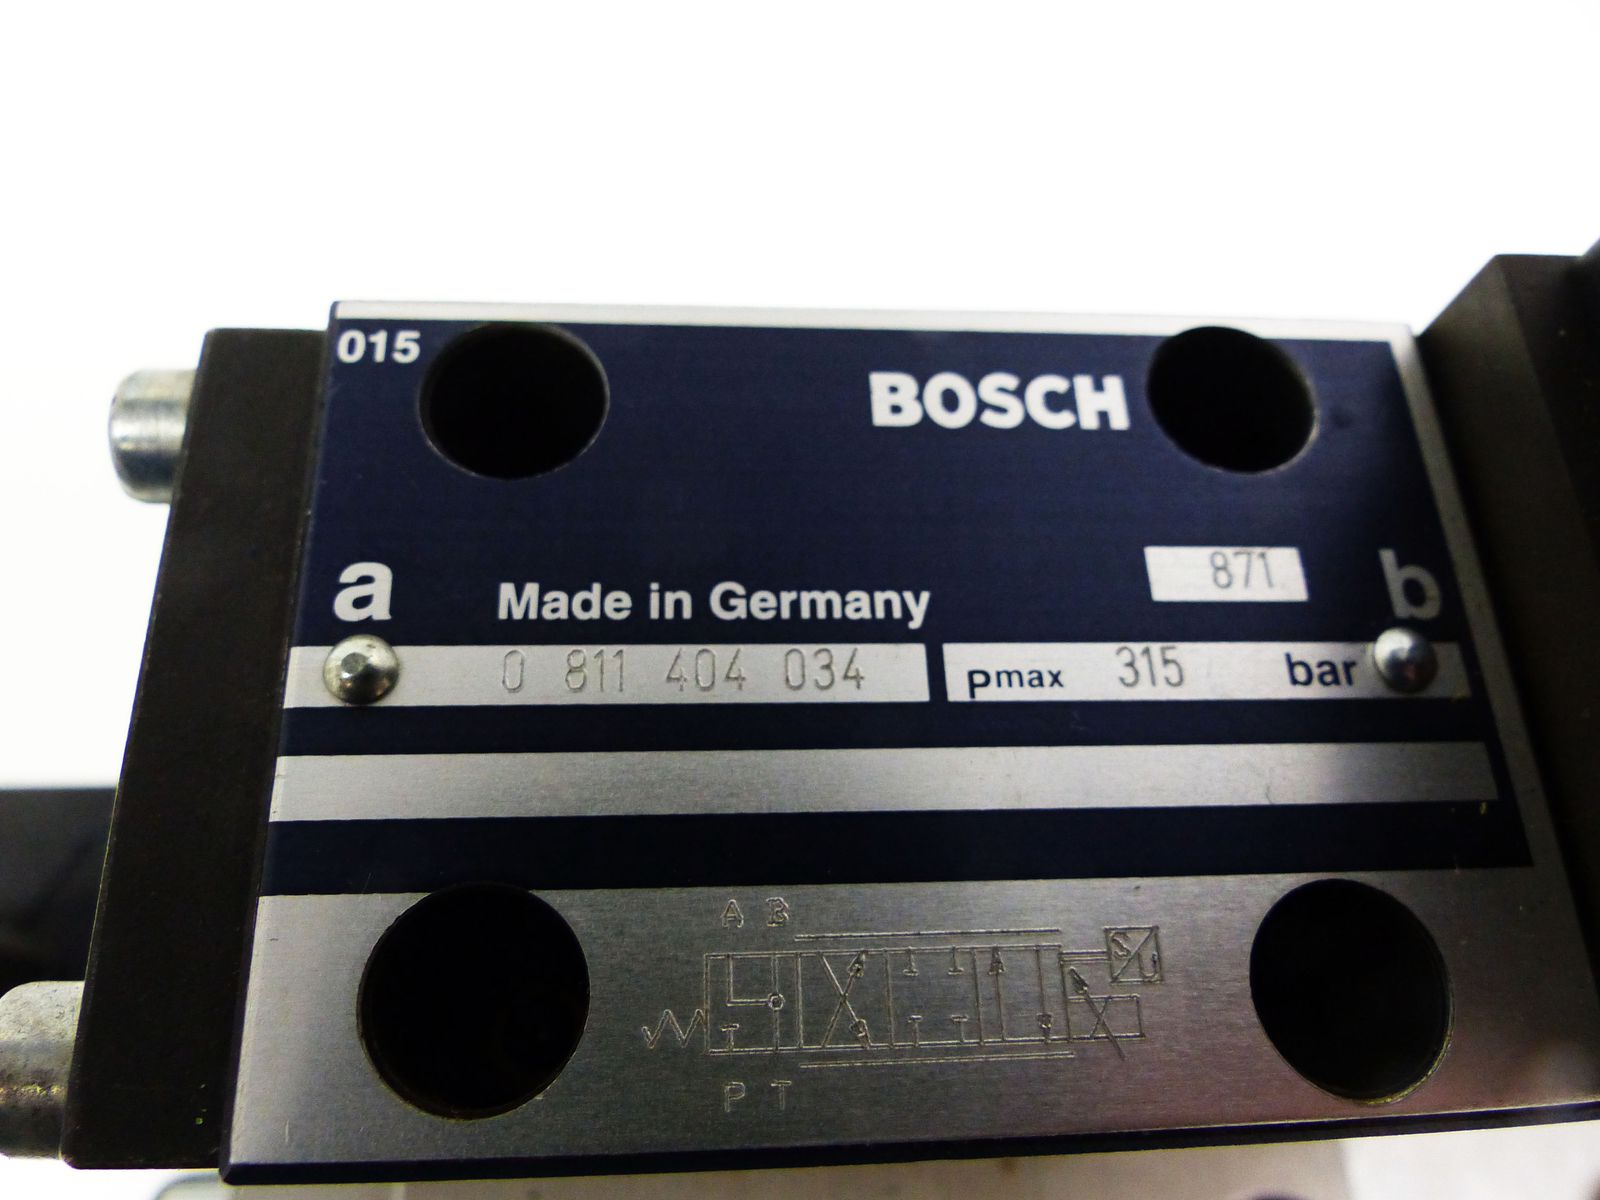 015
BOSCH
871
a Made in Germany b
0 811 404 034 pmax 315 bar
A B
S
U
P T